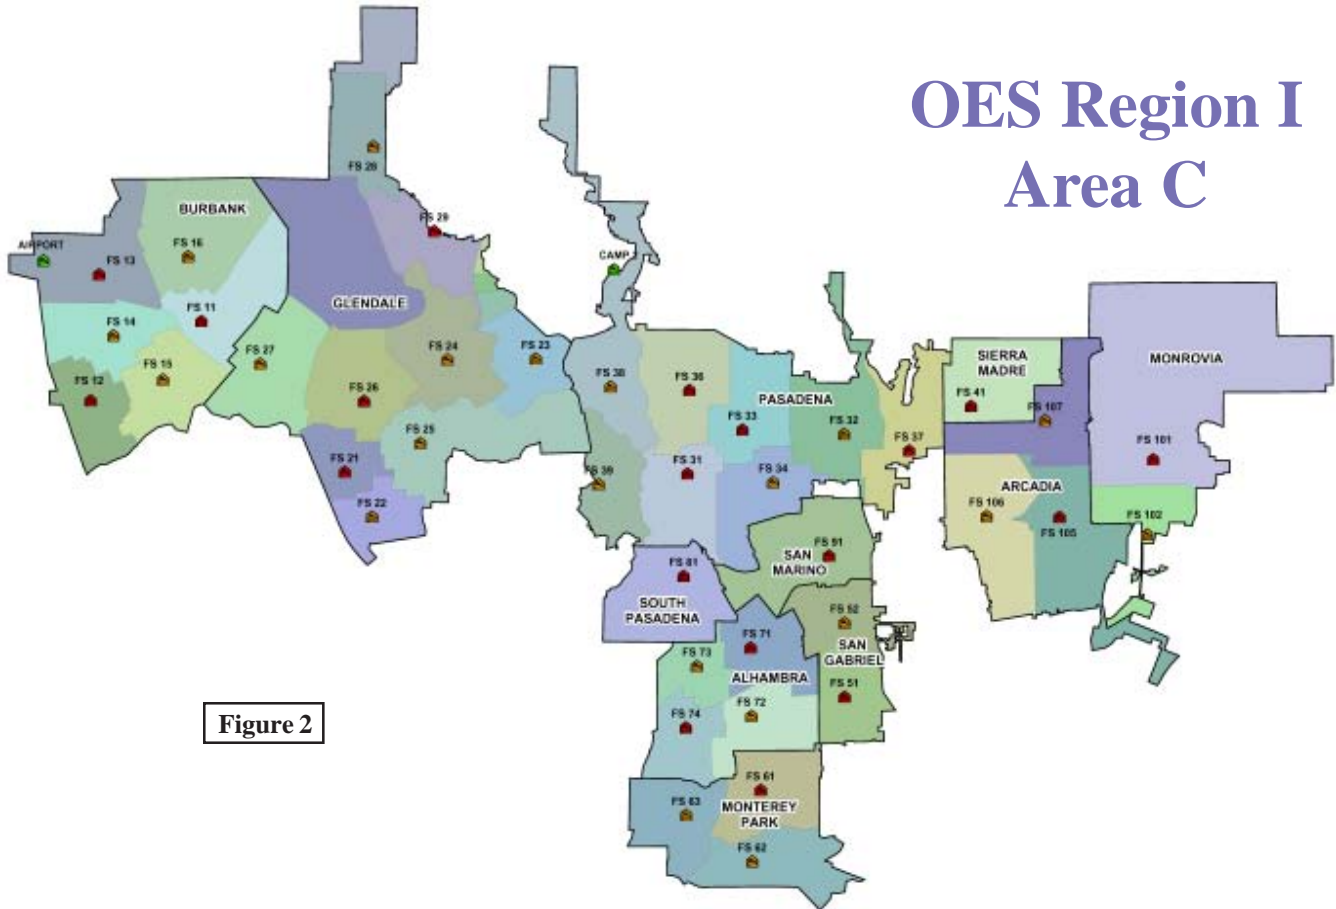 OES Region I
Area C
FS 28
BURBANK
FS 29
AIRPORT
FS 16
FS 13
CAMP
GLENDALE
FS 11
FS 14
FS 27
FS 24
FS 23
FS 15
FS 12
FS 26
FS 38
FS 36
PASADENA
SIERRA
MADRE
MONROVIA
FS 41
FS 107
FS 33
FS 32
FS 37
FS 25
FS 21
FS 22
FS 39
FS 31
FS 34
FS 101
ARCADIA
FS 106
FS 105
FS 102
FS 91
SAN
MARINO
FS 81
SOUTH
PASADENA
FS 52
FS 71
SAN
GABRIEL
FS 73
ALHAMBRA
FS 51
FS 74
FS 72
FS 61
FS 63
MONTEREY
PARK
FS 62
Figure 2